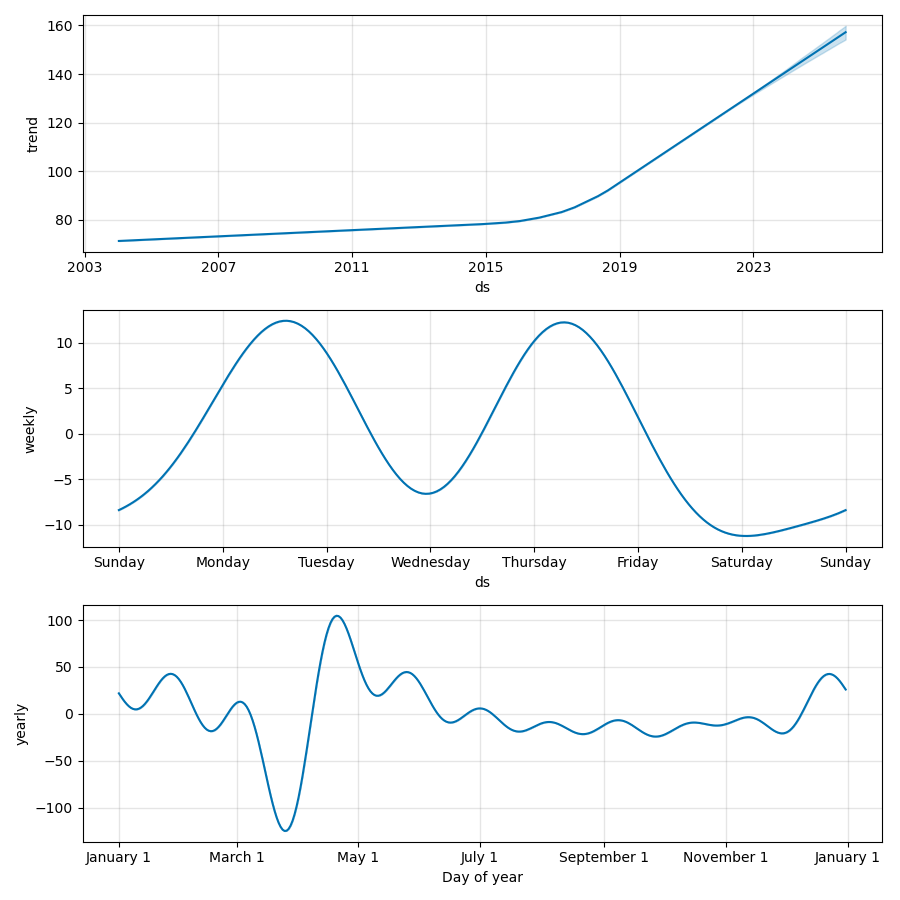 160
140
120
100
80
trend
2003 2007 2011 2015 2019 2023
ds
10
5
0
−5
−10
weekly
Sunday Monday Tuesday Wednesday Thursday Friday Saturday Sunday
ds
100
50
0
−50
−100
yearly
January 1 March 1 May 1 July 1 September 1 November 1 January 1
Day of year